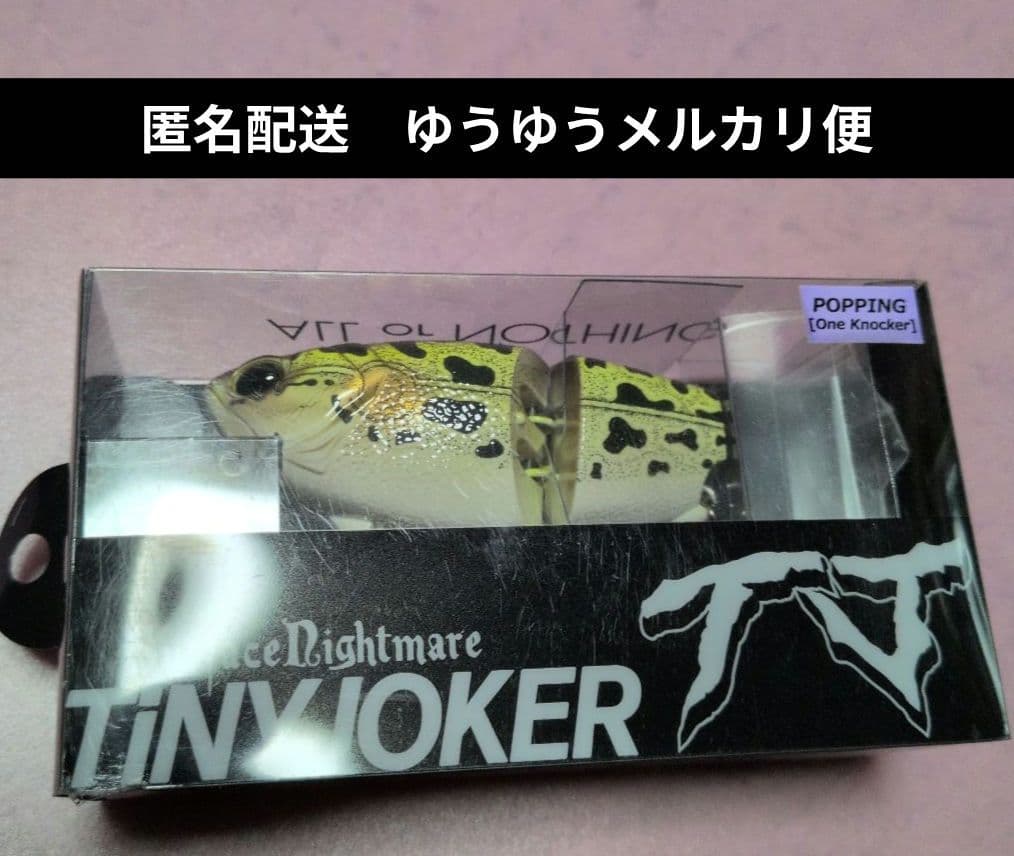 匿名配送　ゆうゆうメルカリ便
POPPING
[One Knocker]
ALL or NOTHING
Nightmare
TiNY JOKER
TJ